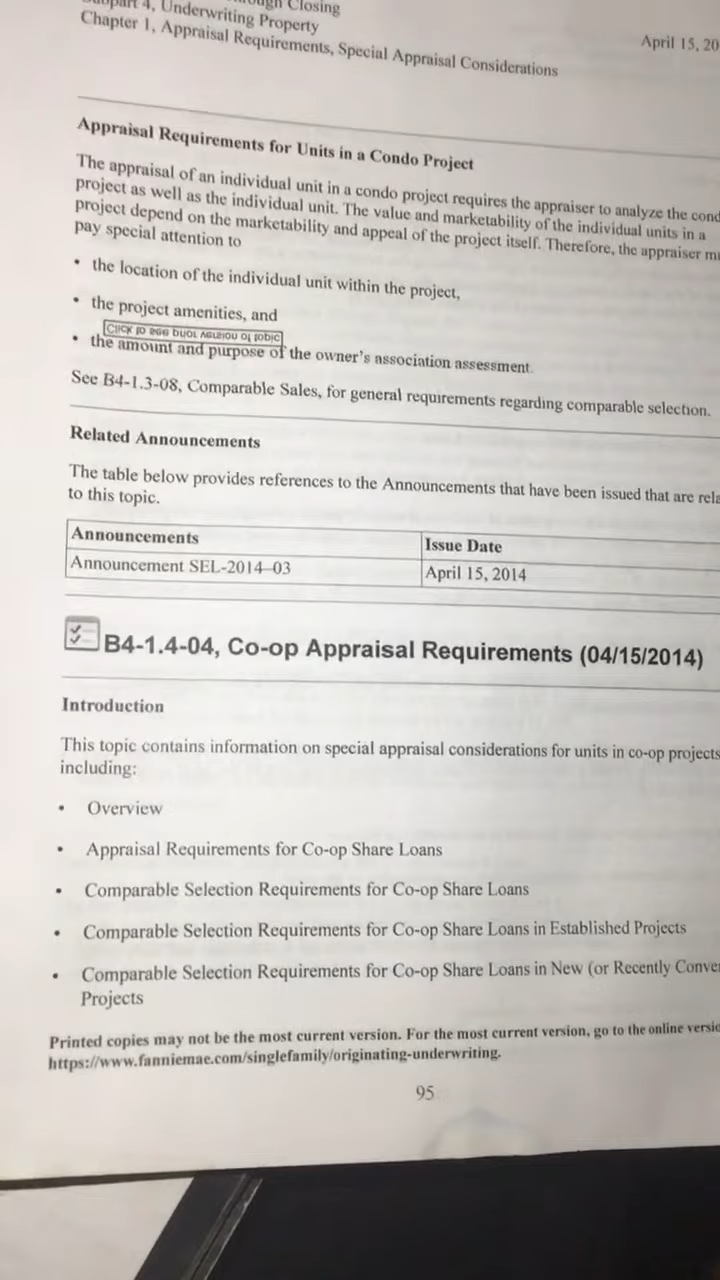 4, Underwriting Property
Closing
Chapter 1, Appraisal Requirements, Special Appraisal Considerations
April 15, 20
Appraisal Requirements for Units in a Condo Project
The appraisal of an individual unit in a condo project requires the appraiser to analyze the cond
project as well as the individual unit. The value and marketability of the individual units in a
project depend on the marketability and appeal of the project itself. Therefore, the appraiser m
pay special attention to
• the location of the individual unit within the project,
• the project amenities, and
Click to see prior version of topic
• the amount and purpose of the owner's association assessment.
See B4-1.3-08, Comparable Sales, for general requirements regarding comparable selection.
Related Announcements
The table below provides references to the Announcements that have been issued that are rela
to this topic.
Announcements Issue Date
Announcement SEL-2014-03 April 15, 2014
B4-1.4-04, Co-op Appraisal Requirements (04/15/2014)
Introduction
This topic contains information on special appraisal considerations for units in co-op projects
including:
• Overview
• Appraisal Requirements for Co-op Share Loans
• Comparable Selection Requirements for Co-op Share Loans
• Comparable Selection Requirements for Co-op Share Loans in Established Projects
• Comparable Selection Requirements for Co-op Share Loans in New (or Recently Conve
Projects
Printed copies may not be the most current version. For the most current version, go to the online versio
https://www.fanniemae.com/singlefamily/originating-underwriting.
95